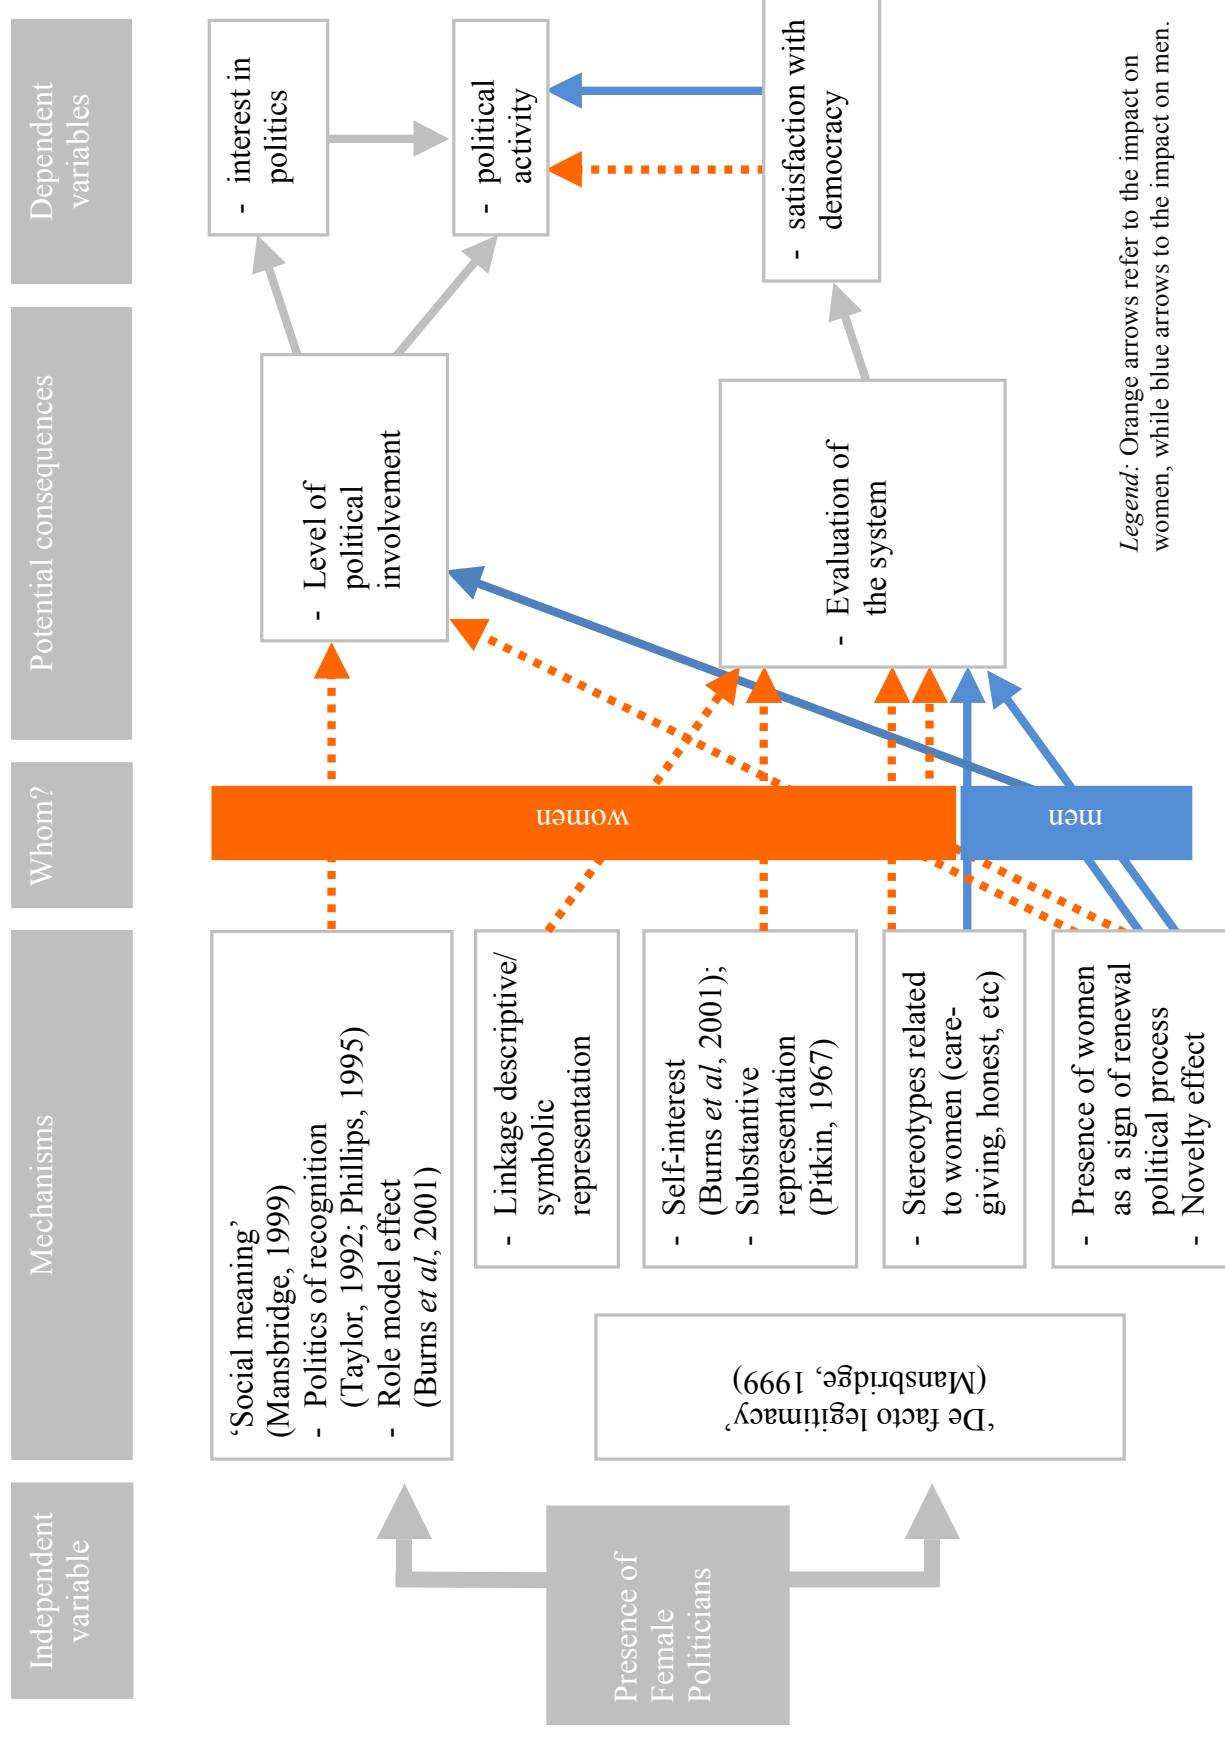 Independent
variable
Mechanisms
Whom?
Potential consequences
Dependent
variables
Presence of
Female
Politicians
‘Social meaning’
(Mansbridge, 1999)
- Politics of recognition
(Taylor, 1992; Phillips, 1995)
- Role model effect
(Burns et al, 2001)
‘De facto legitimacy’
(Mansbridge, 1999)
- Linkage descriptive/
symbolic
representation
- Self-interest
(Burns et al, 2001);
- Substantive
representation
(Pitkin, 1967)
- Stereotypes related
to women (care-
giving, honest, etc)
- Presence of women
as a sign of renewal
political process
- Novelty effect
women
men
- Level of
political
involvement
- Evaluation of
the system
- interest in
politics
- political
activity
- satisfaction with
democracy
Legend: Orange arrows refer to the impact on
women, while blue arrows to the impact on men.